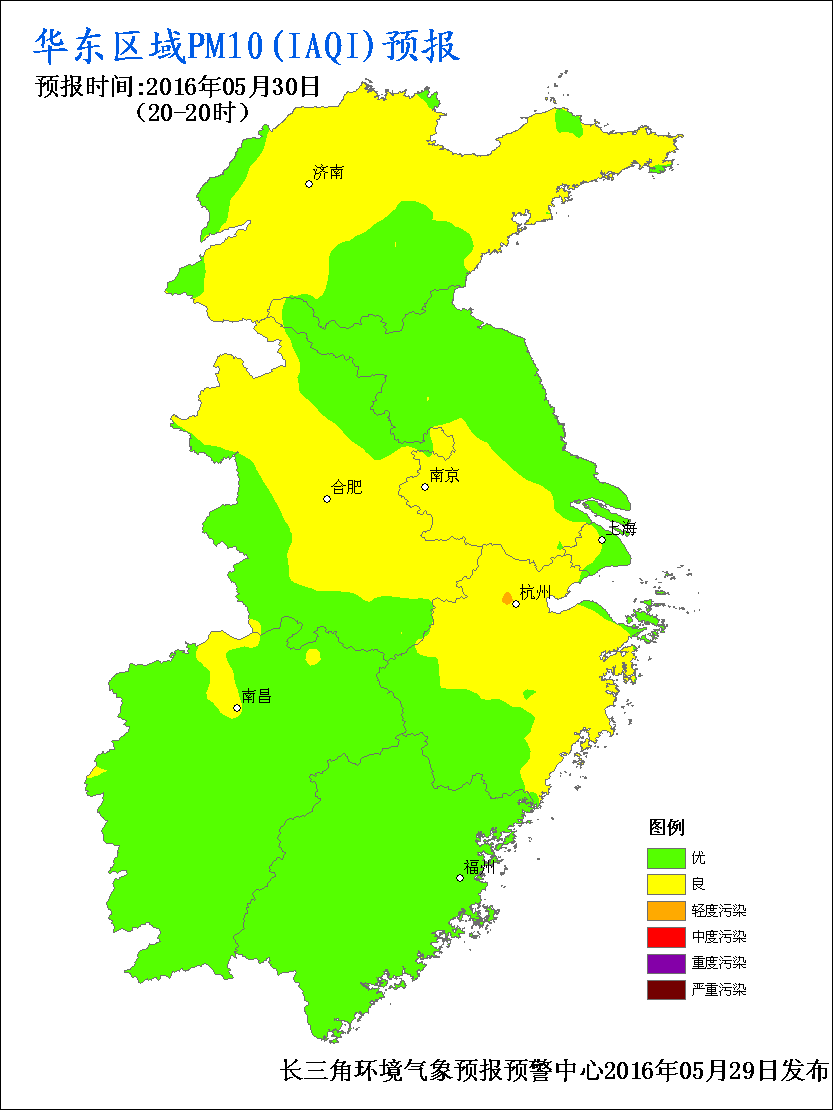 华东区域PM10(IAQI)预报
预报时间:2016年05月30日
(20-20时)
济南
南京
合肥
上海
杭州
南昌
福州
图例
优
良
轻度污染
中度污染
重度污染
严重污染
长三角环境气象预报预警中心2016年05月29日发布